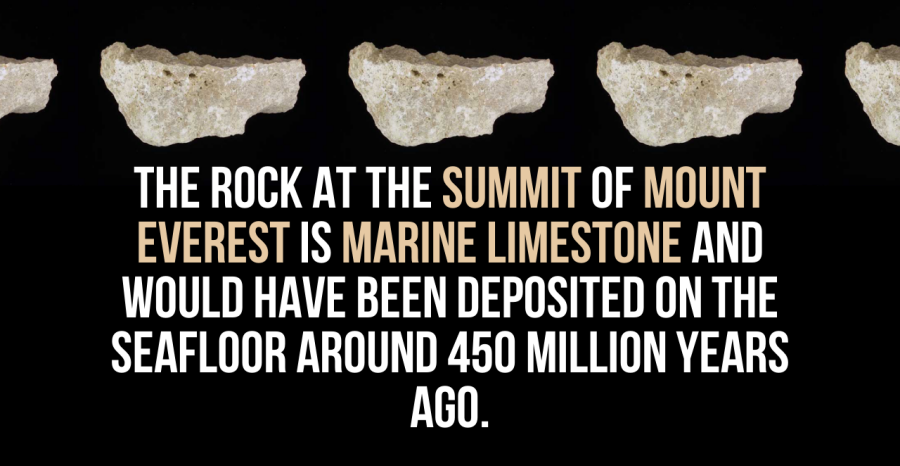 THE ROCK AT THE SUMMIT OF MOUNT
EVEREST IS MARINE LIMESTONE AND
WOULD HAVE BEEN DEPOSITED ON THE
SEAFLOOR AROUND 450 MILLION YEARS
AGO.